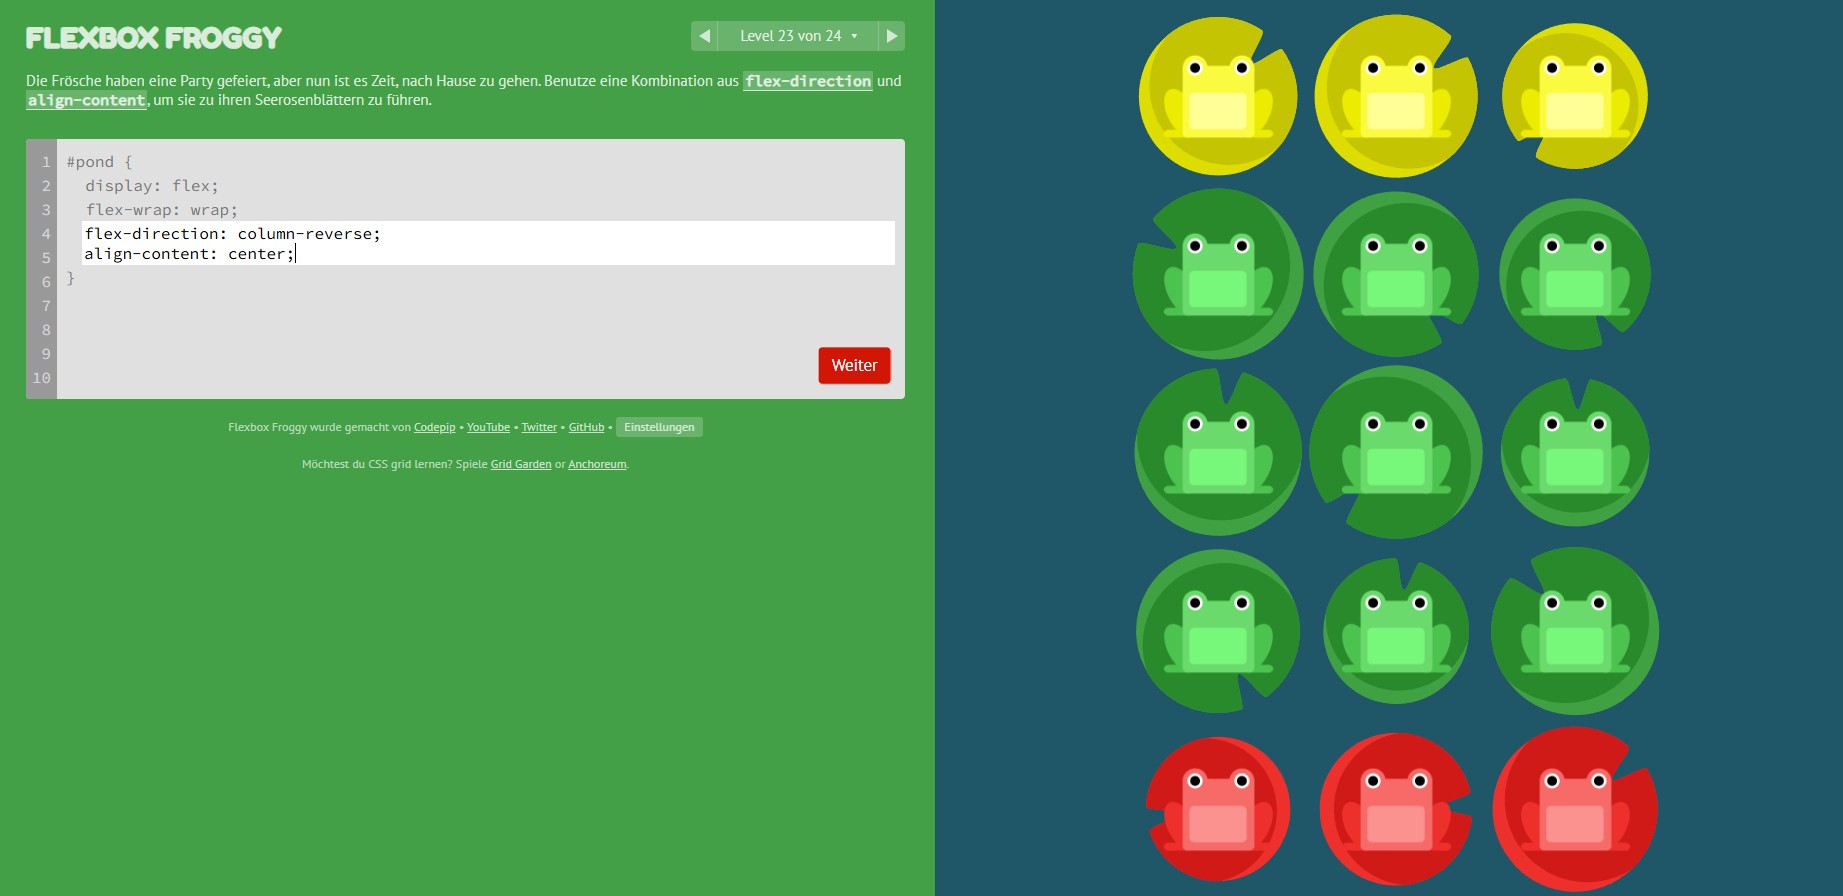 FLEXBOX FROGGY
Level 23 von 24
Die Frösche haben eine Party gefeiert, aber nun ist es Zeit, nach Hause zu gehen. Benutze eine Kombination aus flex-direction und
align-content, um sie zu ihren Seerosenblättern zu führen.
1 #pond {
2 display: flex;
3 flex-wrap: wrap;
4 flex-direction: column-reverse;
5 align-content: center;
6 }
7
8
9
10
Weiter
Flexbox Froggy wurde gemacht von Codepip • YouTube • Twitter • GitHub • Einstellungen
Möchtest du CSS grid lernen? Spiele Grid Garden or Anchoreum.